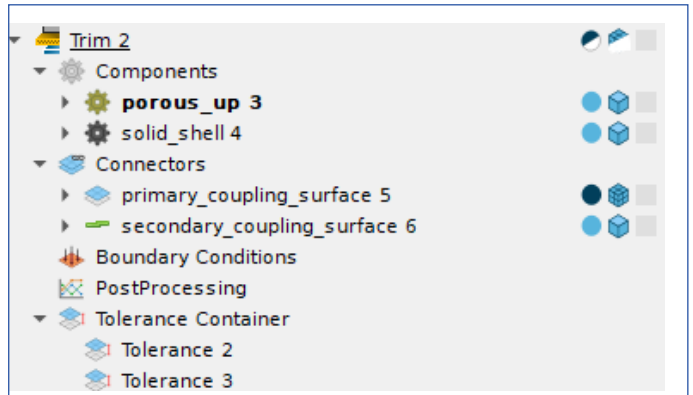 Trim 2
Components
porous_up 3
solid_shell 4
Connectors
primary_coupling_surface 5
secondary_coupling_surface 6
Boundary Conditions
PostProcessing
Tolerance Container
Tolerance 2
Tolerance 3